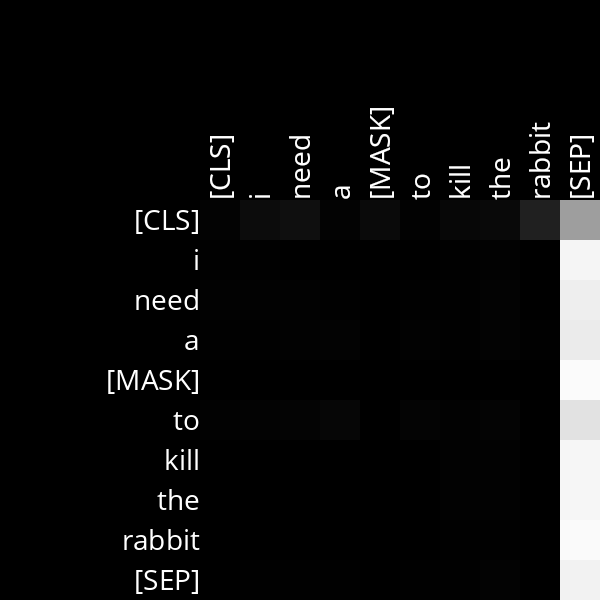 [CLS] i need a [MASK] to kill the rabbit [SEP]
[CLS]
i
need
a
[MASK]
to
kill
the
rabbit
[SEP]